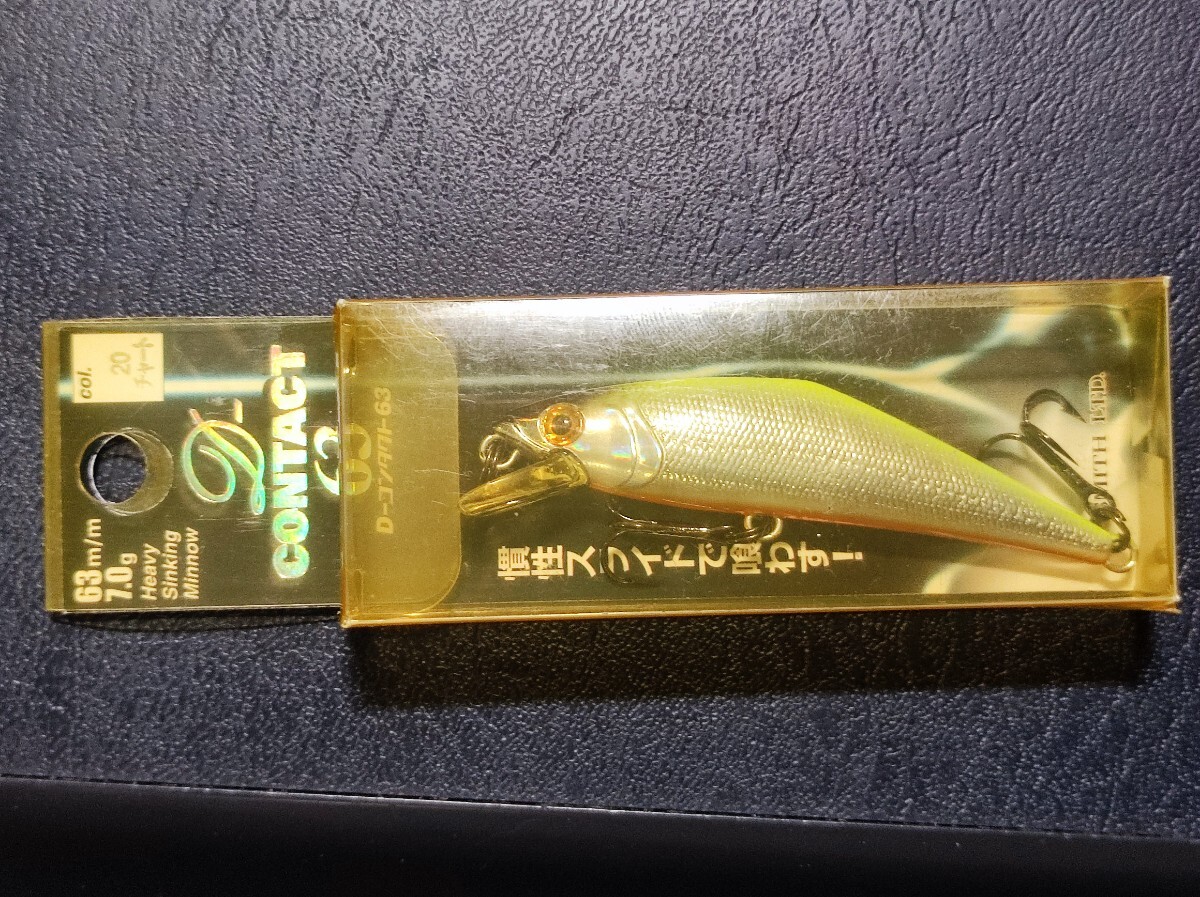 col.
20
チャート
D-
CONTACT
63
63m/m
7.0g
Heavy
Sinking
Minnow
63
D-コンタクト-63
慣性スライドで喰わす!
SMITH LTD.